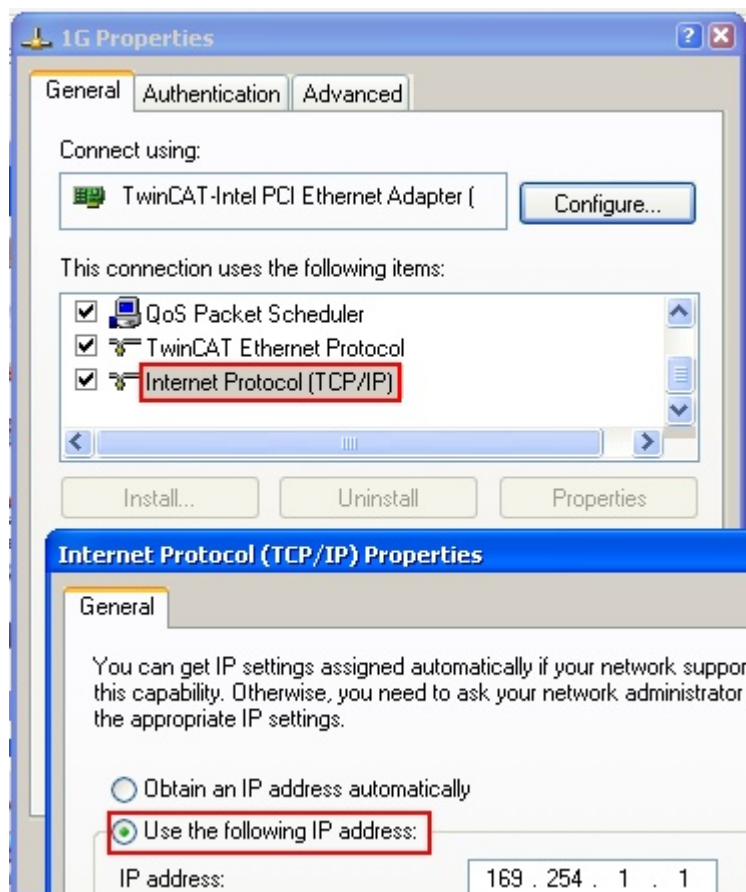 1G Properties
General Authentication Advanced
Connect using:
TwinCAT-Intel PCI Ethernet Adapter (
Configure...
This connection uses the following items:
QoS Packet Scheduler
TwinCAT Ethernet Protocol
Internet Protocol (TCP/IP)
Install... Uninstall Properties
Internet Protocol (TCP/IP) Properties
General
You can get IP settings assigned automatically if your network suppor
this capability. Otherwise, you need to ask your network administrator
the appropriate IP settings.
Obtain an IP address automatically
Use the following IP address:
IP address: 169 . 254 . 1 . 1